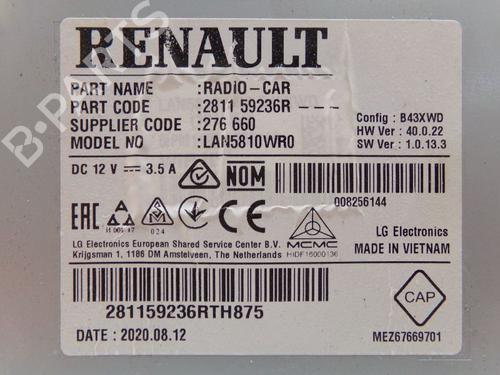 RENAULT
PART NAME : RADIO-CAR
PART CODE : 2811 59236R ---
SUPPLIER CODE : 276 660
MODEL NO : LAN5810WR0
Config : B43XWD
HW Ver : 40.0.22
SW Ver : 1.0.13.3
DC 12 V 3.5 A
NOM
008256144
EAC
024
CE
MCMC
HIDF16000136
LG Electronics
MADE IN VIETNAM
LG Electronics European Shared Service Center B.V.
Krijgsman 1, 1186 DM Amstelveen, The Netherlands
281159236RTH875
CAP
DATE : 2020.08.12
MEZ67669701
B-PARTS